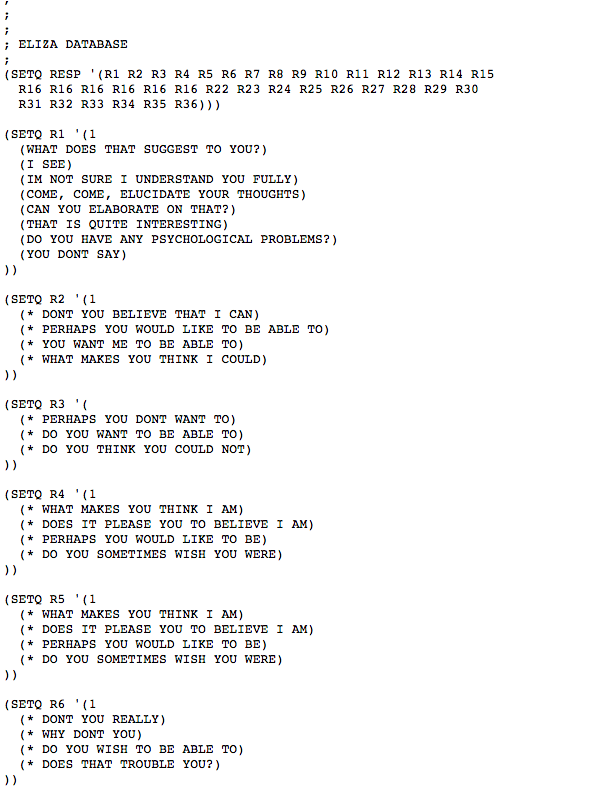 ;
;
;
; ELIZA DATABASE
;
(SETQ RESP '(R1 R2 R3 R4 R5 R6 R7 R8 R9 R10 R11 R12 R13 R14 R15
  R16 R16 R16 R16 R16 R16 R22 R23 R24 R25 R26 R27 R28 R29 R30
  R31 R32 R33 R34 R35 R36)))
(SETQ R1 '(1
  (WHAT DOES THAT SUGGEST TO YOU?)
  (I SEE)
  (IM NOT SURE I UNDERSTAND YOU FULLY)
  (COME, COME, ELUCIDATE YOUR THOUGHTS)
  (CAN YOU ELABORATE ON THAT?)
  (THAT IS QUITE INTERESTING)
  (DO YOU HAVE ANY PSYCHOLOGICAL PROBLEMS?)
  (YOU DONT SAY)
))
(SETQ R2 '(1
  (* DONT YOU BELIEVE THAT I CAN)
  (* PERHAPS YOU WOULD LIKE TO BE ABLE TO)
  (* YOU WANT ME TO BE ABLE TO)
  (* WHAT MAKES YOU THINK I COULD)
))
(SETQ R3 '(
  (* PERHAPS YOU DONT WANT TO)
  (* DO YOU WANT TO BE ABLE TO)
  (* DO YOU THINK YOU COULD NOT)
))
(SETQ R4 '(1
  (* WHAT MAKES YOU THINK I AM)
  (* DOES IT PLEASE YOU TO BELIEVE I AM)
  (* PERHAPS YOU WOULD LIKE TO BE)
  (* DO YOU SOMETIMES WISH YOU WERE)
))
(SETQ R5 '(1
  (* WHAT MAKES YOU THINK I AM)
  (* DOES IT PLEASE YOU TO BELIEVE I AM)
  (* PERHAPS YOU WOULD LIKE TO BE)
  (* DO YOU SOMETIMES WISH YOU WERE)
))
(SETQ R6 '(1
  (* DONT YOU REALLY)
  (* WHY DONT YOU)
  (* DO YOU WISH TO BE ABLE TO)
  (* DOES THAT TROUBLE YOU?)
))